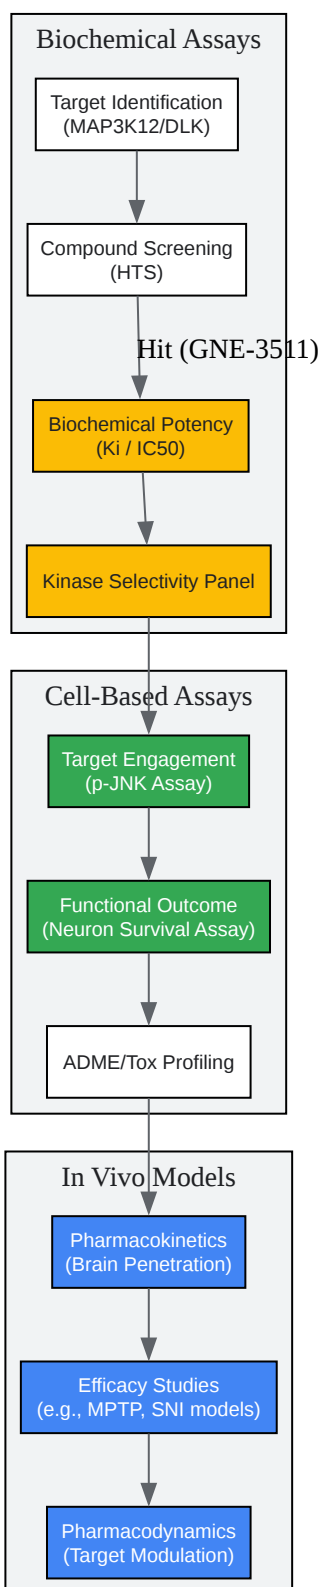 Biochemical Assays
Target Identification
(MAP3K12/DLK)
Compound Screening
(HTS)
Hit (GNE-3511)
Biochemical Potency
(Ki / IC50)
Kinase Selectivity Panel
Cell-Based Assays
Target Engagement
(p-JNK Assay)
Functional Outcome
(Neuron Survival Assay)
ADME/Tox Profiling
In Vivo Models
Pharmacokinetics
(Brain Penetration)
Efficacy Studies
(e.g., MPTP, SNI models)
Pharmacodynamics
(Target Modulation)